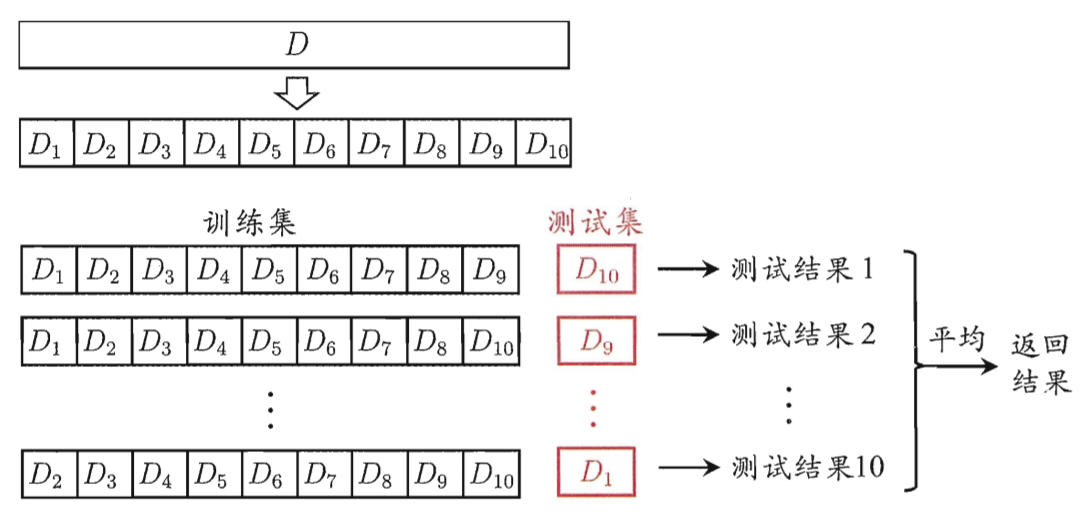 D
D₁ D₂ D₃ D₄ D₅ D₆ D₇ D₈ D₉ D₁₀
训练集 测试集
D₁ D₂ D₃ D₄ D₅ D₆ D₇ D₈ D₉ D₁₀ 测试结果1
D₁ D₂ D₃ D₄ D₅ D₆ D₇ D₈ D₁₀ D₉ 测试结果2
平均 返回
结果
D₂ D₃ D₄ D₅ D₆ D₇ D₈ D₉ D₁₀ D₁ 测试结果10